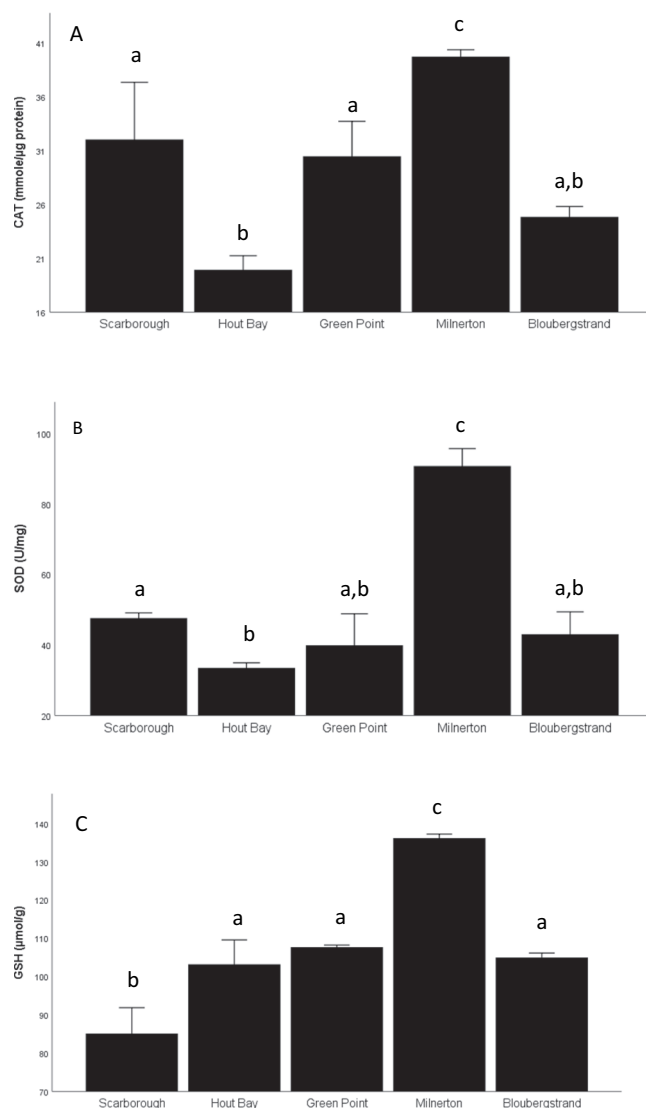 A
CAT (mmole/µg protein)
41
36
31
26
21
16
a
b
a
c
a,b
Scarborough
Hout Bay
Green Point
Milnerton
Bloubergstrand
B
SOD (U/mg)
100
80
60
40
20
a
b
a,b
c
a,b
Scarborough
Hout Bay
Green Point
Milnerton
Bloubergstrand
C
GSH (µmol/g)
140
130
120
110
100
90
80
70
b
a
a
c
a
Scarborough
Hout Bay
Green Point
Milnerton
Bloubergstrand